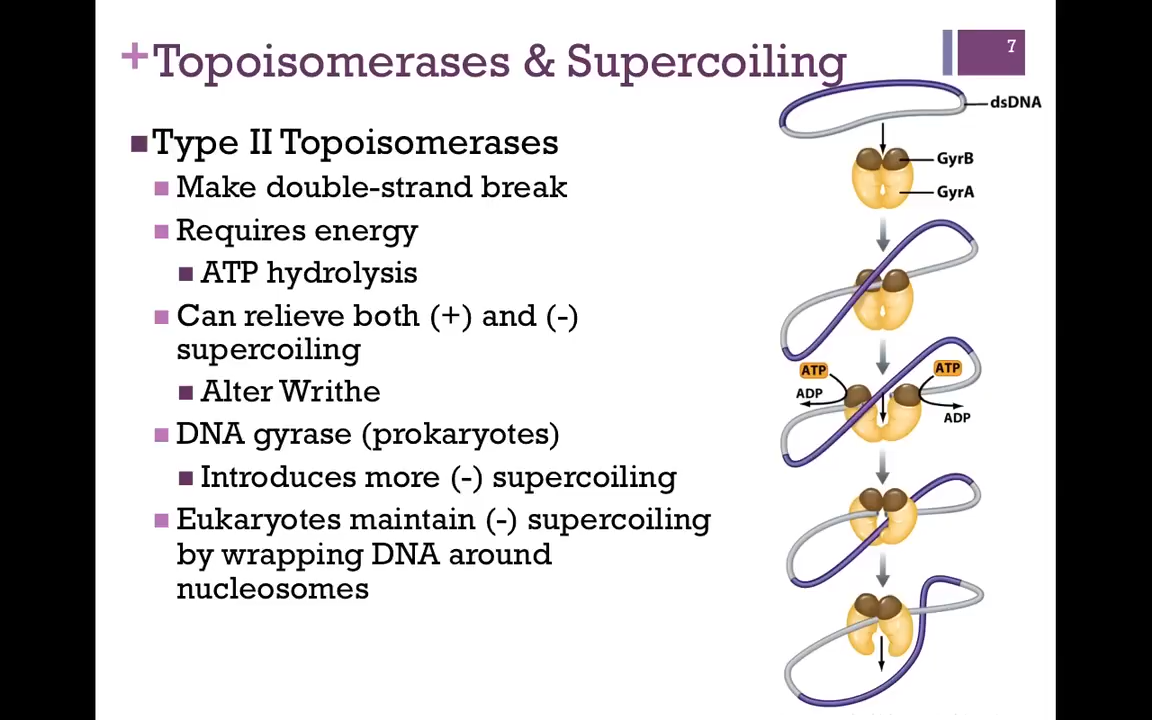 +Topoisomerases & Supercoiling
7
Type II Topoisomerases
Make double-strand break
Requires energy
ATP hydrolysis
Can relieve both (+) and (-)
supercoiling
Alter Writhe
DNA gyrase (prokaryotes)
Introduces more (-) supercoiling
Eukaryotes maintain (-) supercoiling
by wrapping DNA around
nucleosomes
dsDNA
GyrB
GyrA
ATP
ATP
ADP
ADP